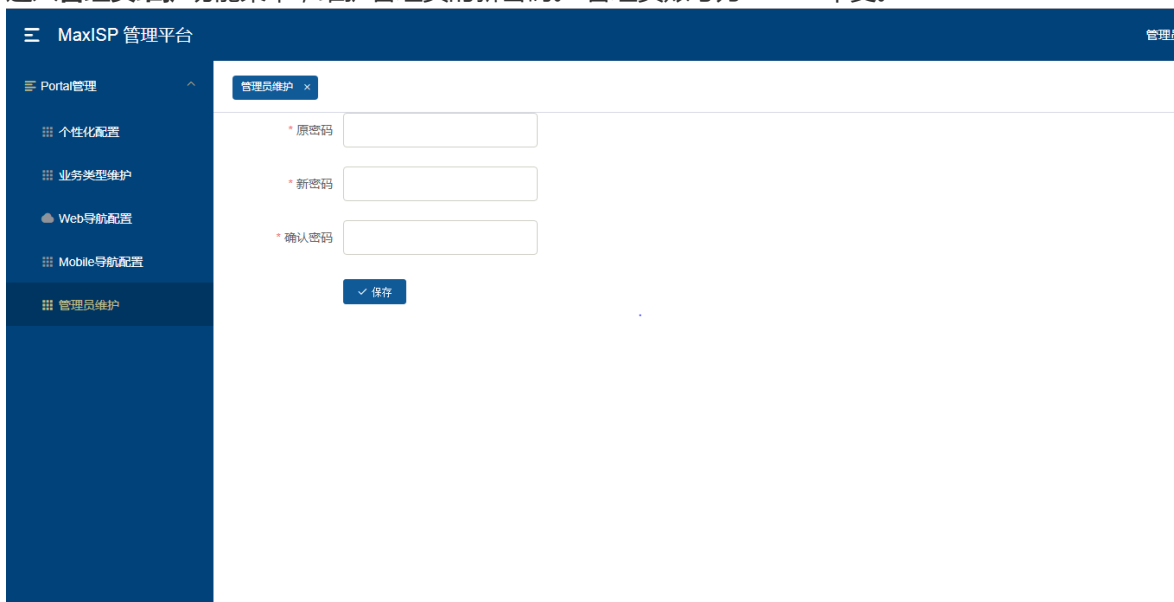 MaxISP 管理平台
管理员
Portal管理
管理员维护 ×
个性化配置
业务类型维护
Web导航配置
Mobile导航配置
管理员维护
* 原密码
* 新密码
* 确认密码
保存